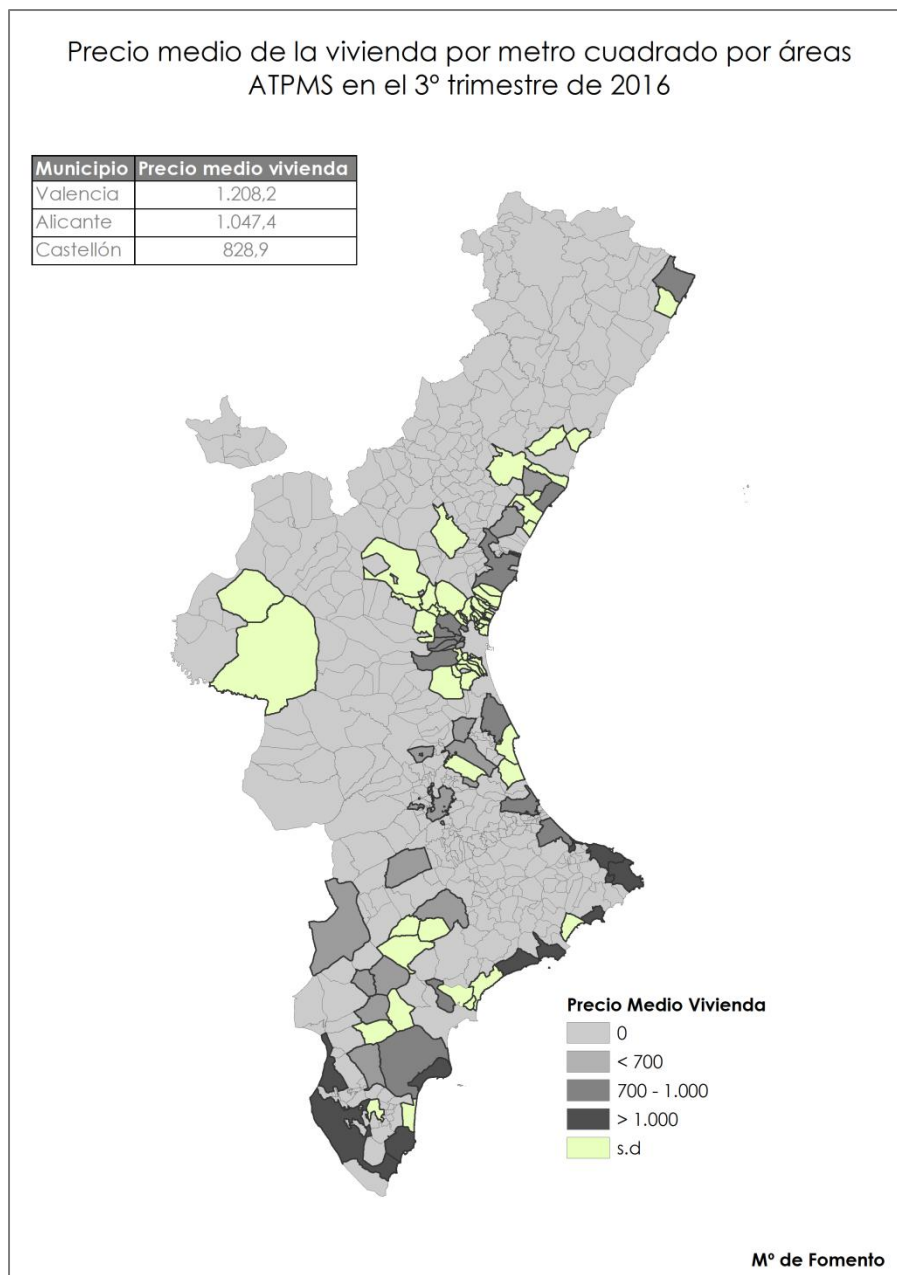 Precio medio de la vivienda por metro cuadrado por áreas
ATPMS en el 3º trimestre de 2016
Municipio Precio medio vivienda
Valencia 1.208,2
Alicante 1.047,4
Castellón 828,9
Precio Medio Vivienda
0
< 700
700 - 1.000
> 1.000
s.d
Mº de Fomento